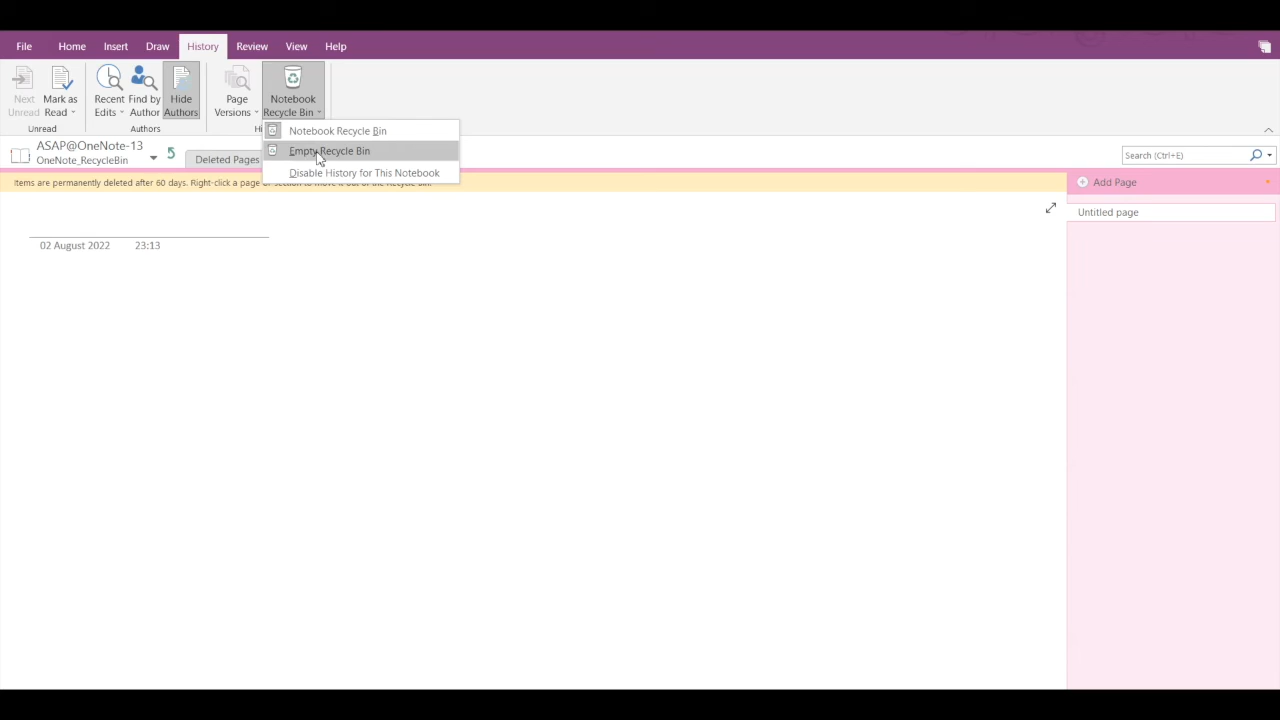 File Home Insert Draw History Review View Help
Next Mark as Recent Find by Hide Page Notebook
Unread Read Edits Author Authors Versions Recycle Bin
Unread Authors
Notebook Recycle Bin
ASAP@OneNote-13
OneNote_RecycleBin
Deleted Pages
Empty Recycle Bin
Search (Ctrl+E)
Disable History for This Notebook
Items are permanently deleted after 60 days. Right-click a page or section to move it out of the Recycle Bin.
Add Page
Untitled page
02 August 2022 23:13